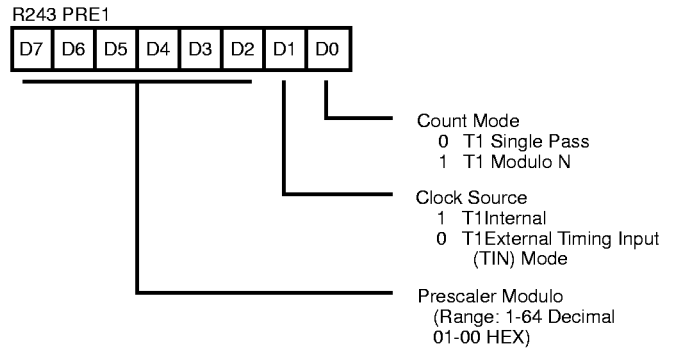 R243 PRE1
D7 D6 D5 D4 D3 D2 D1 D0
Count Mode
0 T1 Single Pass
1 T1 Modulo N
Clock Source
1 T1Internal
0 T1External Timing Input
(TIN) Mode
Prescaler Modulo
(Range: 1-64 Decimal
01-00 HEX)